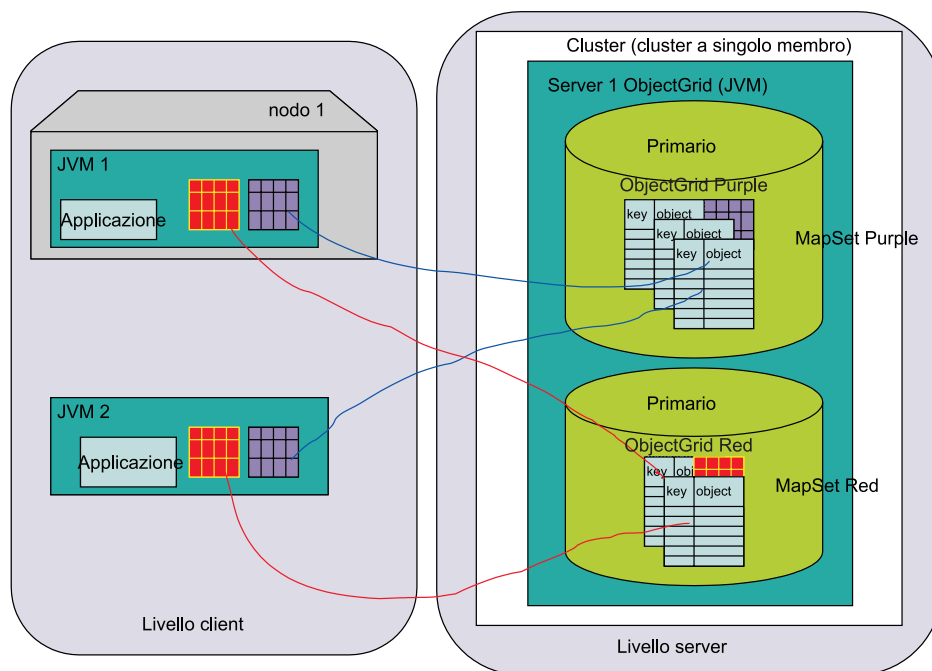 nodo 1
JVM 1
Applicazione
JVM 2
Applicazione
Livello client
Cluster (cluster a singolo membro)
Server 1 ObjectGrid (JVM)
Primario
ObjectGrid Purple
key object
key object
key object
MapSet Purple
Primario
ObjectGrid Red
key obj
key object
MapSet Red
Livello server